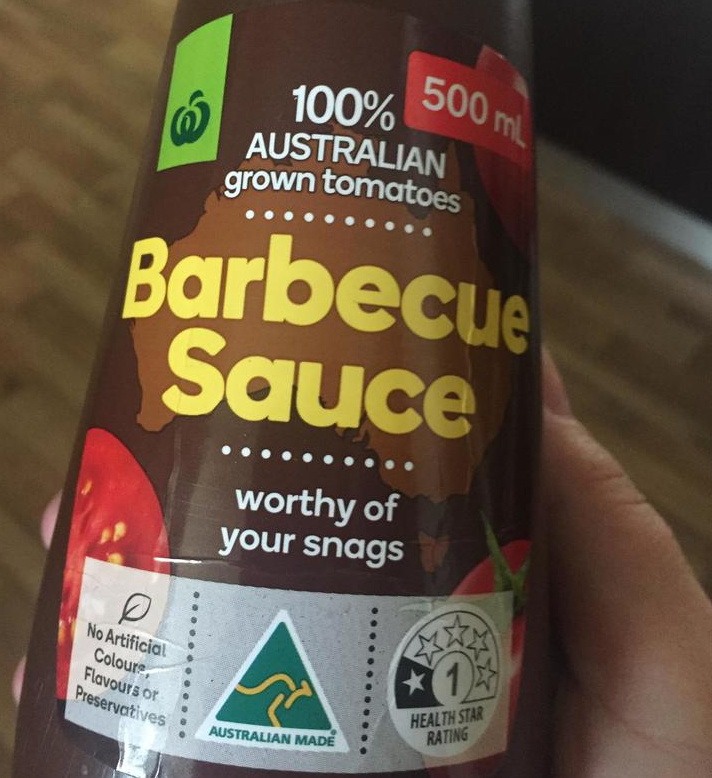 100%
500 mL
AUSTRALIAN
grown tomatoes
Barbecue
Sauce
worthy of
your snags
No Artificial
Colours,
Flavours or
Preservatives
AUSTRALIAN MADE
1
HEALTH STAR
RATING